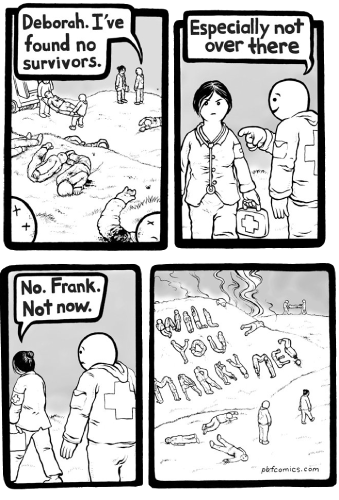 Deborah. I've
found no
survivors.
Especially not
over there
No. Frank.
Not now.
WILL
YOU
MARRY ME?
pbfcomics.com